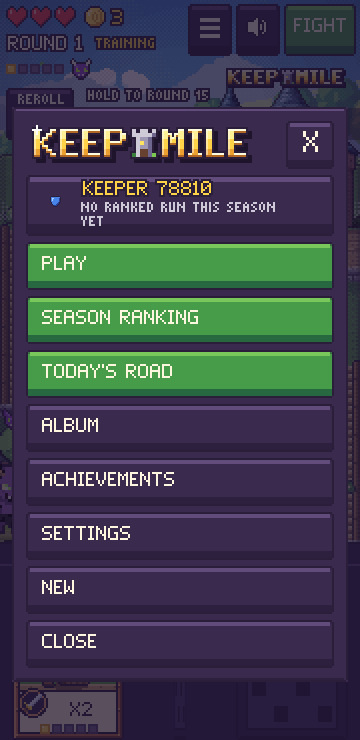 3
FIGHT
ROUND 1 TRAINING
KEEP MILE
REROLL
HOLD TO ROUND 15
KEEP MILE
X
KEEPER 78810
NO RANKED RUN THIS SEASON
YET
PLAY
SEASON RANKING
TODAY'S ROAD
ALBUM
ACHIEVEMENTS
SETTINGS
NEW
CLOSE
X2